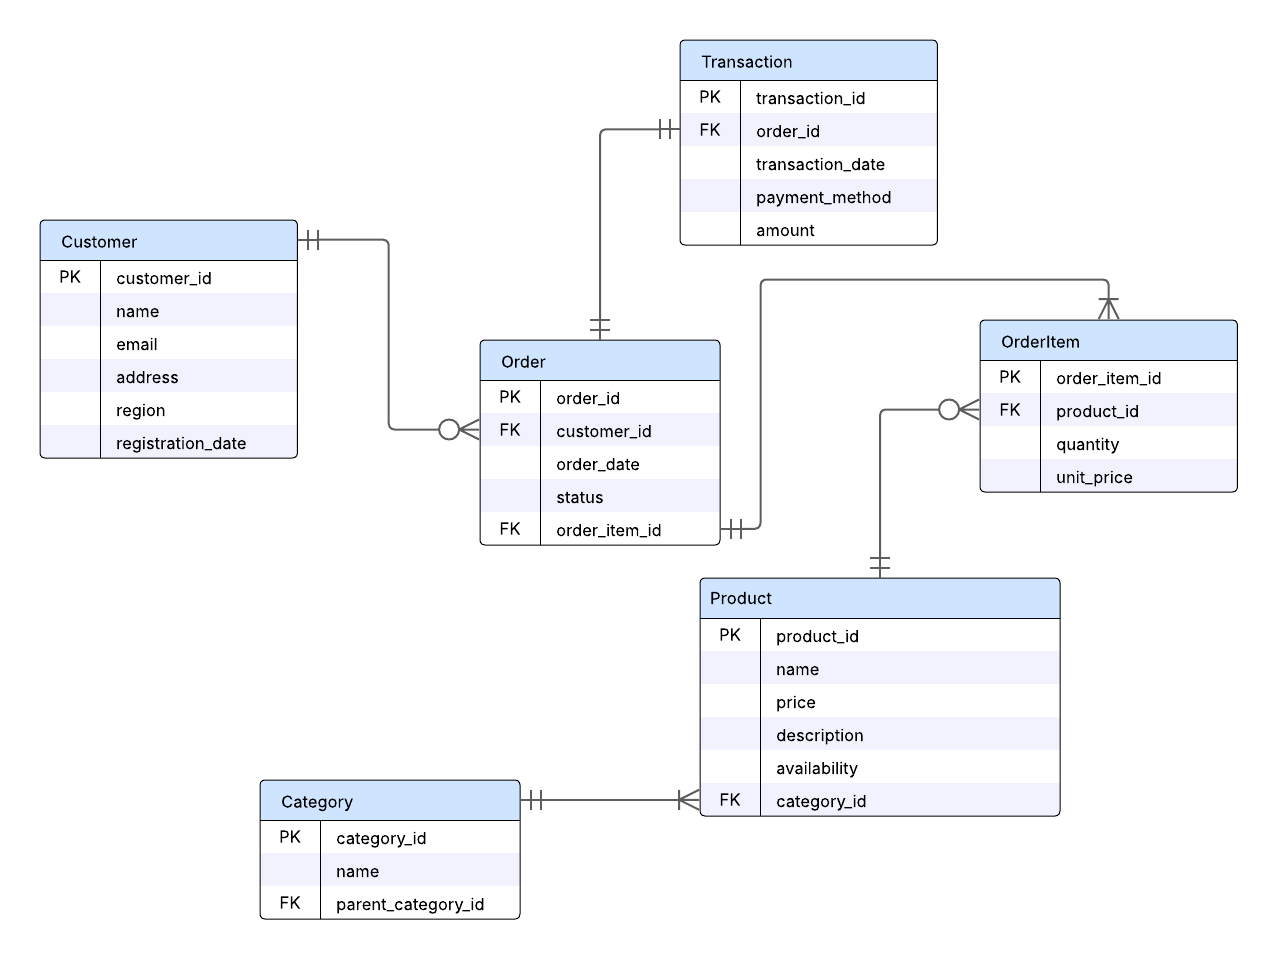 Transaction
PK transaction_id
FK order_id
transaction_date
payment_method
amount
Customer
PK customer_id
name
email
address
region
registration_date
Order
PK order_id
FK customer_id
order_date
status
FK order_item_id
OrderItem
PK order_item_id
FK product_id
quantity
unit_price
Product
PK product_id
name
price
description
availability
FK category_id
Category
PK category_id
name
FK parent_category_id